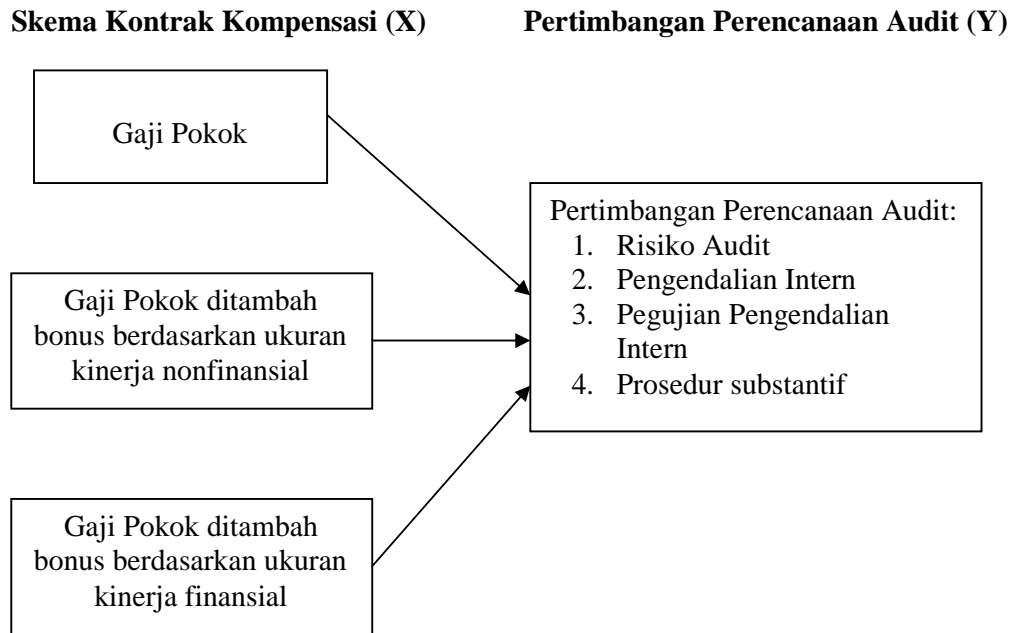 Skema Kontrak Kompensasi (X)
Pertimbangan Perencanaan Audit (Y)
Gaji Pokok
Gaji Pokok ditambah
bonus berdasarkan ukuran
kinerja nonfinansial
Gaji Pokok ditambah
bonus berdasarkan ukuran
kinerja finansial
Pertimbangan Perencanaan Audit:
1. Risiko Audit
2. Pengendalian Intern
3. Pegujian Pengendalian
Intern
4. Prosedur substantif